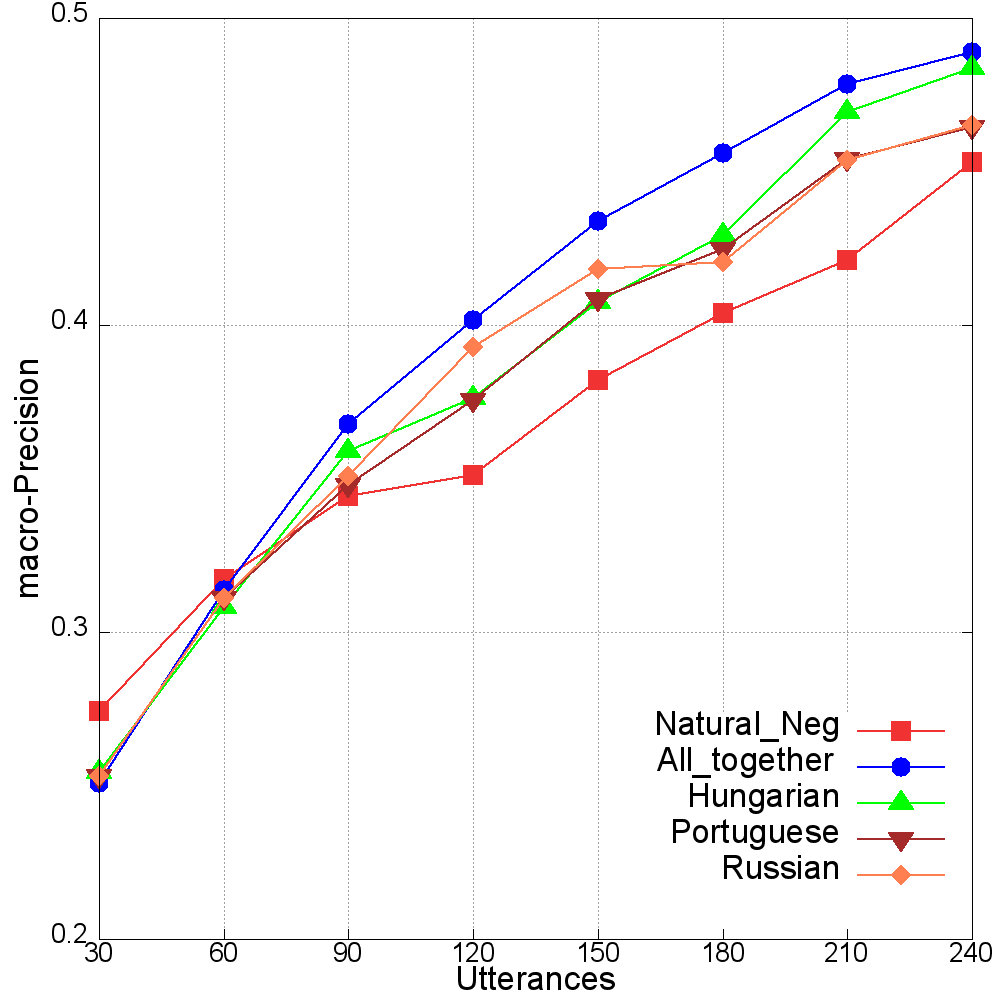 0.5
0.4
0.3
0.2
macro-Precision
Natural_Neg
All_together
Hungarian
Portuguese
Russian
30 60 90 120 150 180 210 240
Utterances